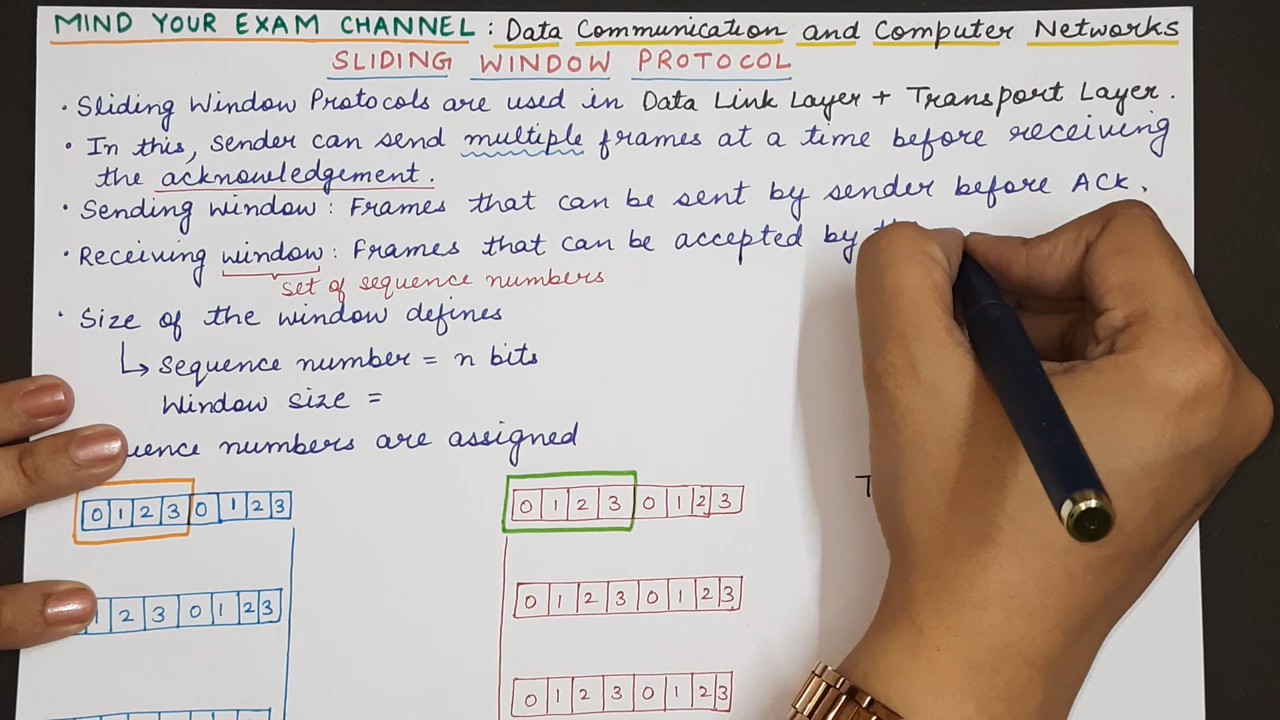 MIND YOUR EXAM CHANNEL : Data Communication and Computer Networks
SLIDING WINDOW PROTOCOL
• Sliding Window Protocols are used in Data Link Layer + Transport Layer.
• In this, sender can send multiple frames at a time before receiving
the acknowledgement.
• Sending window: Frames that can be sent by sender before ACK.
• Receiving window: Frames that can be accepted by
set of sequence numbers
• Size of the window defines
↳ Sequence number = n bits
Window size =
uence numbers are assigned
0 1 2 3 0 1 2 3
0 1 2 3 0 1 2 3
T
1 2 3 0 1 2 3
0 1 2 3 0 1 2 3
0 1 2 3 0 1 2 3